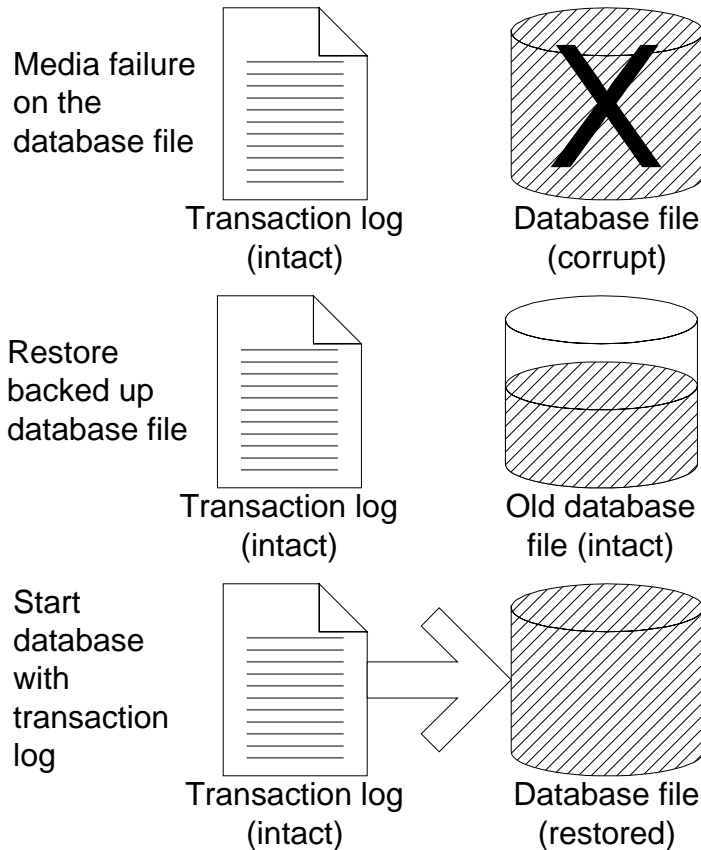 Media failure
on the
database file
Transaction log
(intact)
Database file
(corrupt)
Restore
backed up
database file
Transaction log
(intact)
Old database
file (intact)
Start
database
with
transaction
log
Transaction log
(intact)
Database file
(restored)